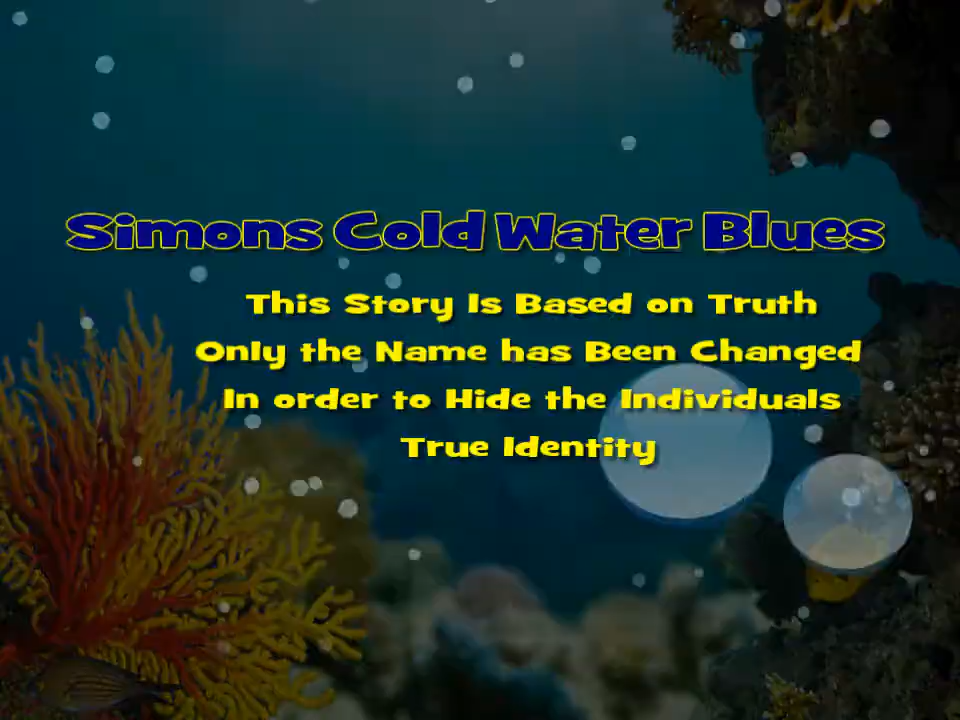 Simons Cold Water Blues
This Story Is Based on Truth
Only the Name has Been Changed
In order to Hide the Individuals
True Identity